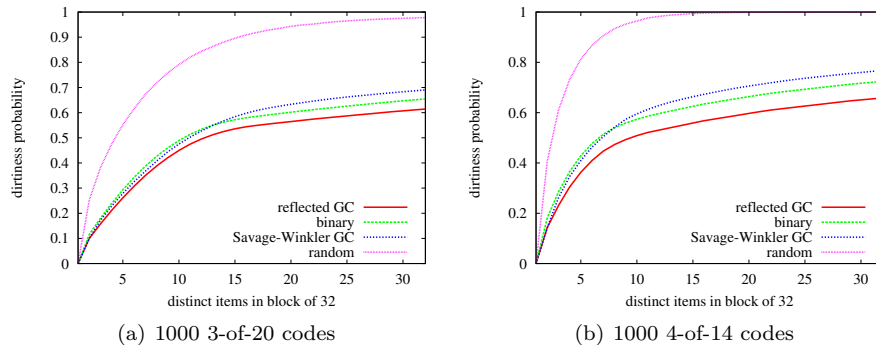 1
0.9
0.8
0.7
0.6
0.5
0.4
0.3
0.2
0.1
0
dirtiness probability
reflected GC
binary
Savage-Winkler GC
random
5
10
15
20
25
30
distinct items in block of 32
(a) 1000 3-of-20 codes
1
0.8
0.6
0.4
0.2
0
dirtiness probability
reflected GC
binary
Savage-Winkler GC
random
5
10
15
20
25
30
distinct items in block of 32
(b) 1000 4-of-14 codes